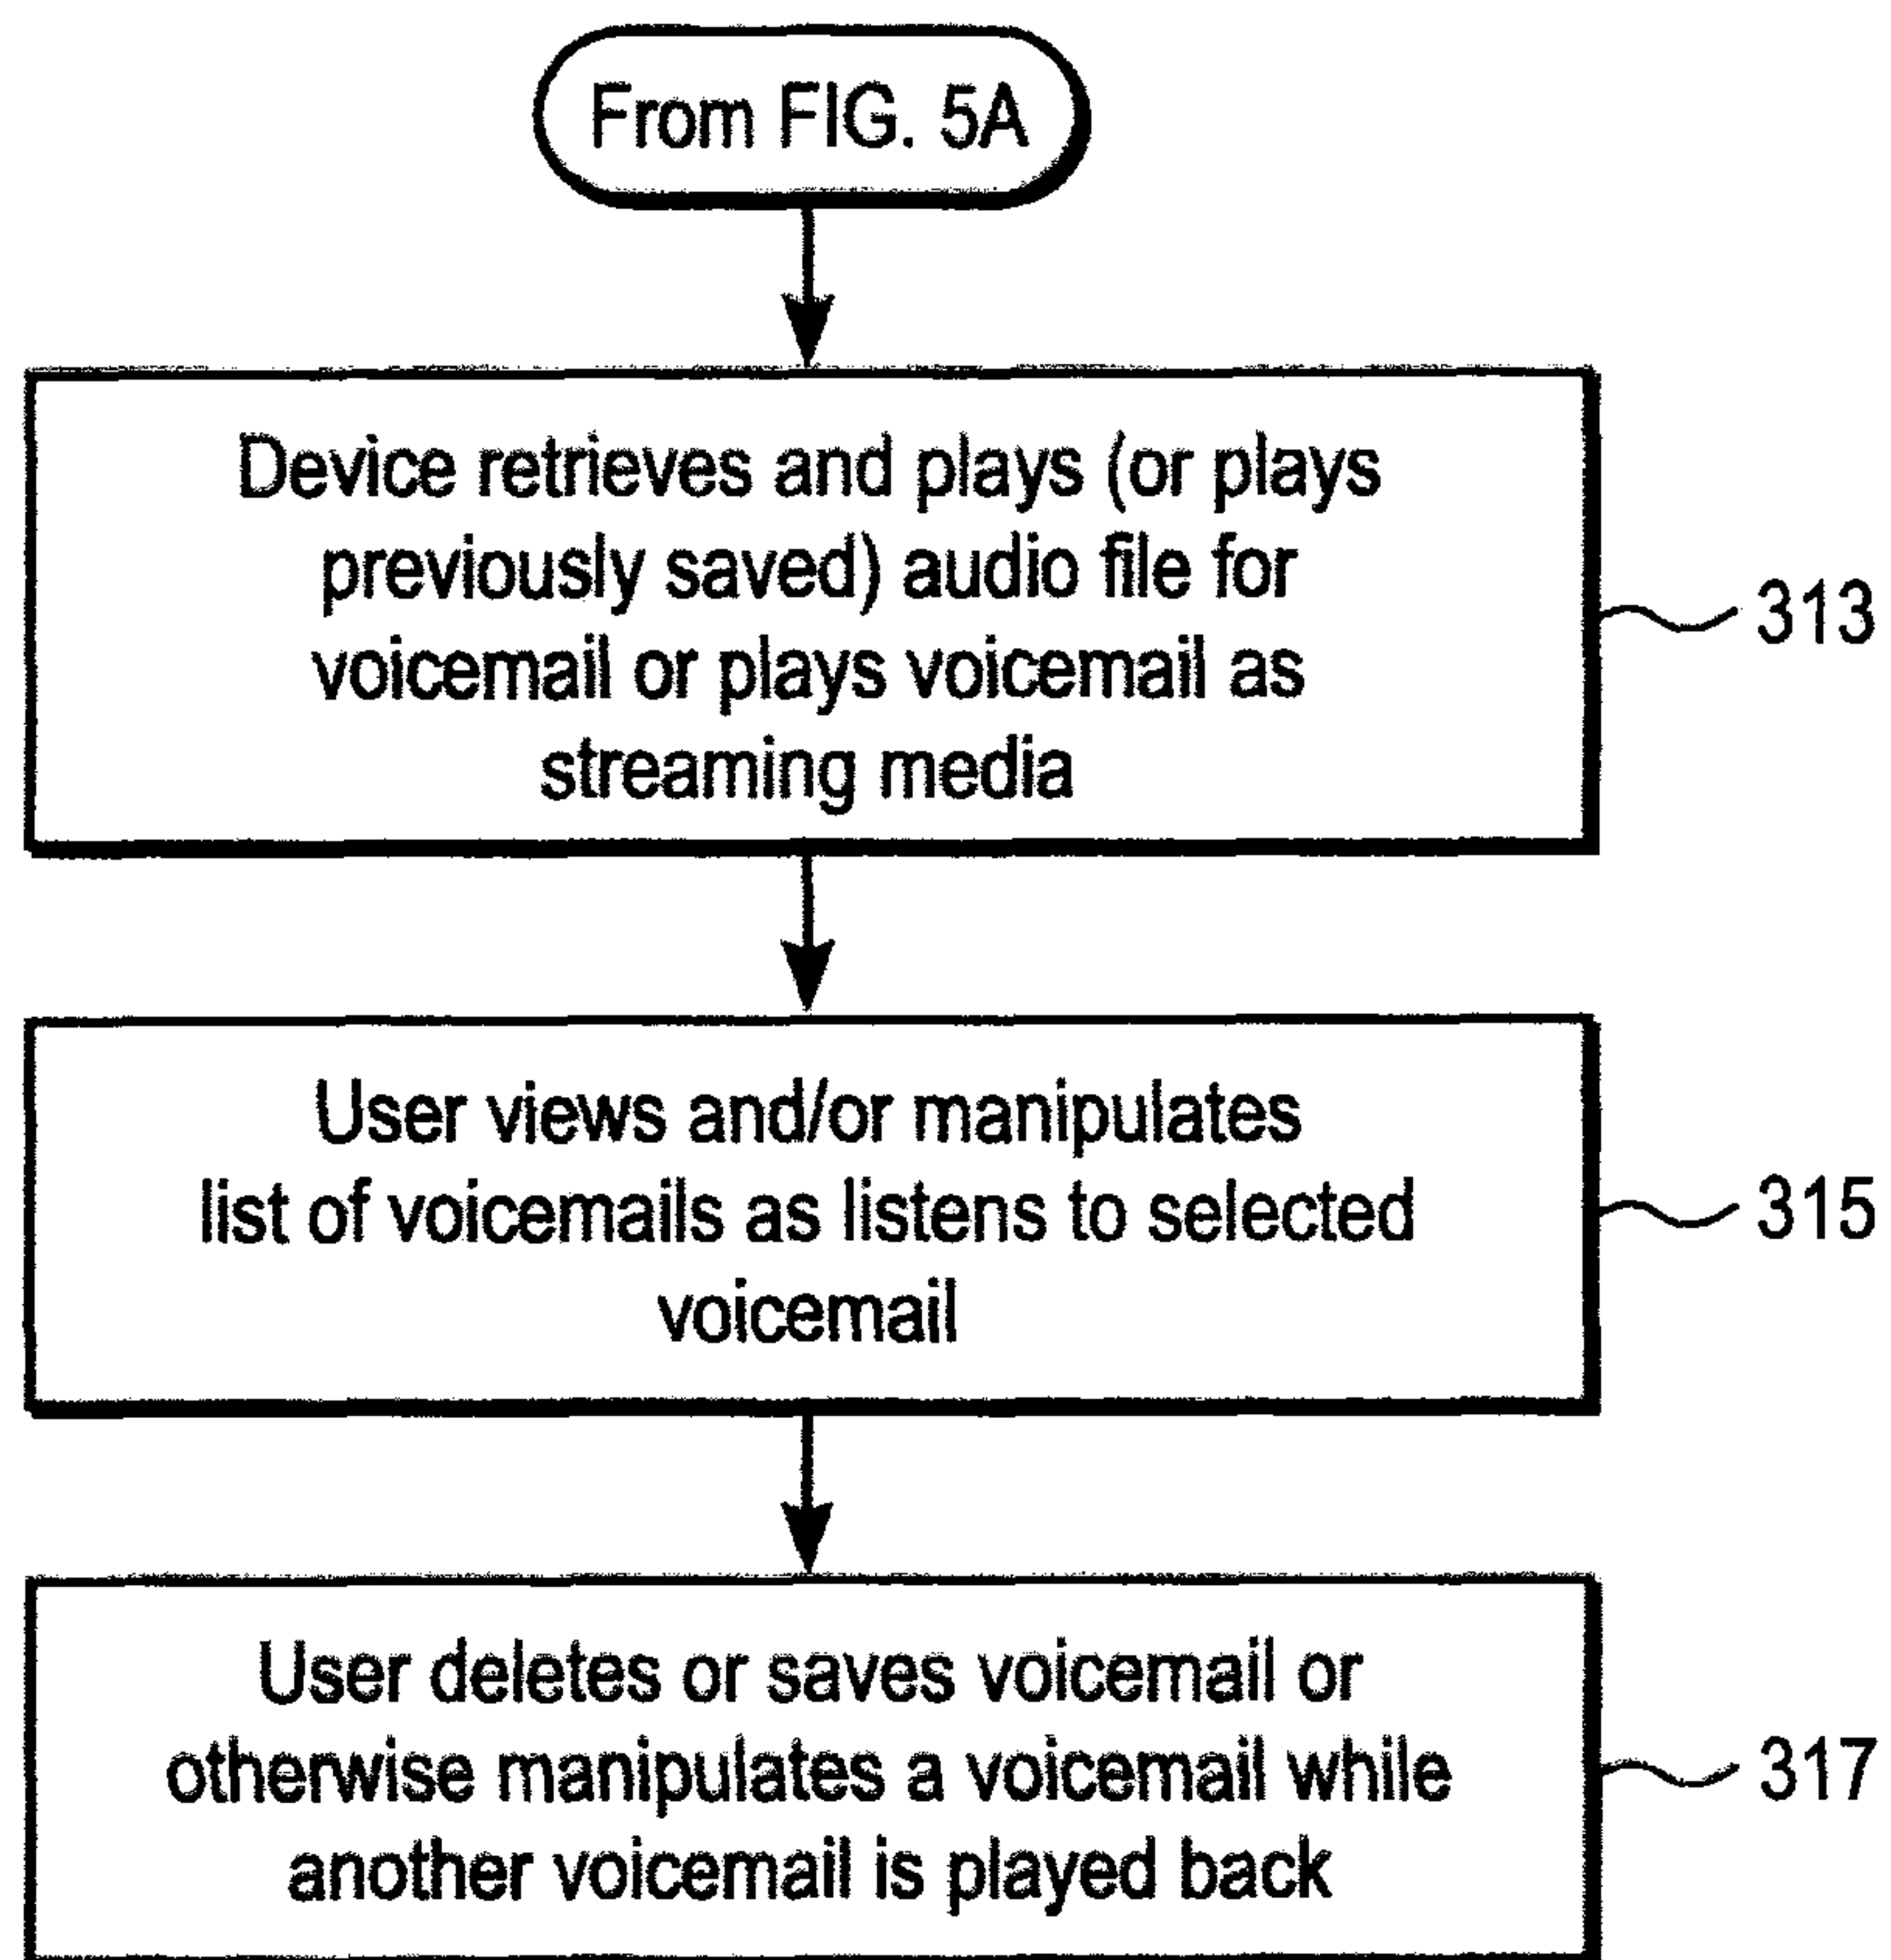 From FIG. 5A
Device retrieves and plays (or plays
previously saved) audio file for
voicemail or plays voicemail as
streaming media
313
User views and/or manipulates
list of voicemails as listens to selected
voicemail
315
User deletes or saves voicemail or
otherwise manipulates a voicemail while
another voicemail is played back
317